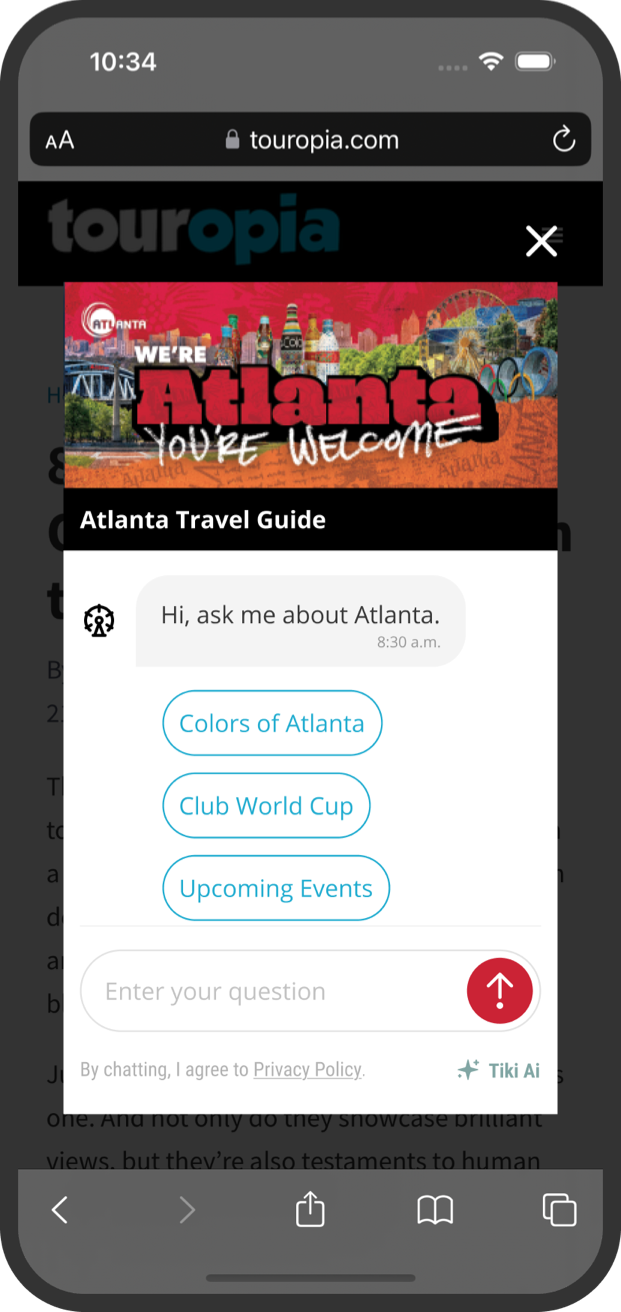 10:34
AA touropia.com
touropia
ATLANTA
WE'RE
Atlanta
YOU'RE WELCOME
Atlanta
Atlanta
Atlanta Travel Guide
Hi, ask me about Atlanta.
8:30 a.m.
Colors of Atlanta
Club World Cup
Upcoming Events
Enter your question
By chatting, I agree to Privacy Policy.
Tiki Ai
one. And not only do they showcase brilliant
views, but they're also testaments to human